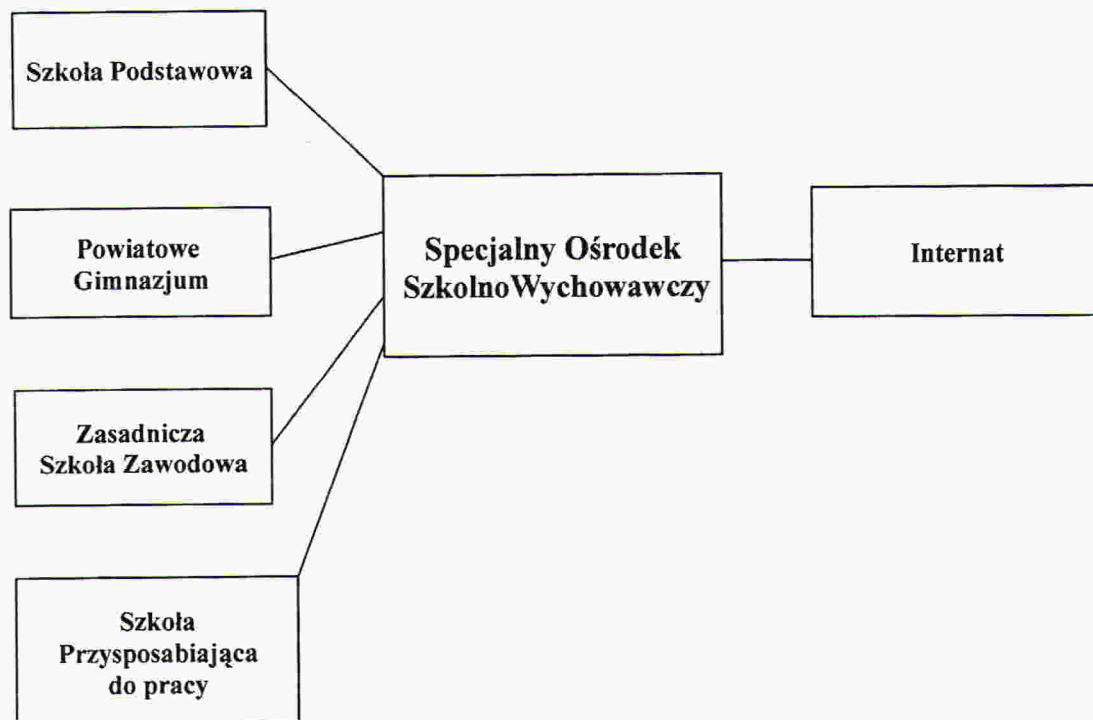 Szkoła Podstawowa
Powiatowe
Gimnazjum
Specjalny Ośrodek
SzkolnoWychowawczy
Internat
Zasadnicza
Szkoła Zawodowa
Szkoła
Przysposabiająca
do pracy